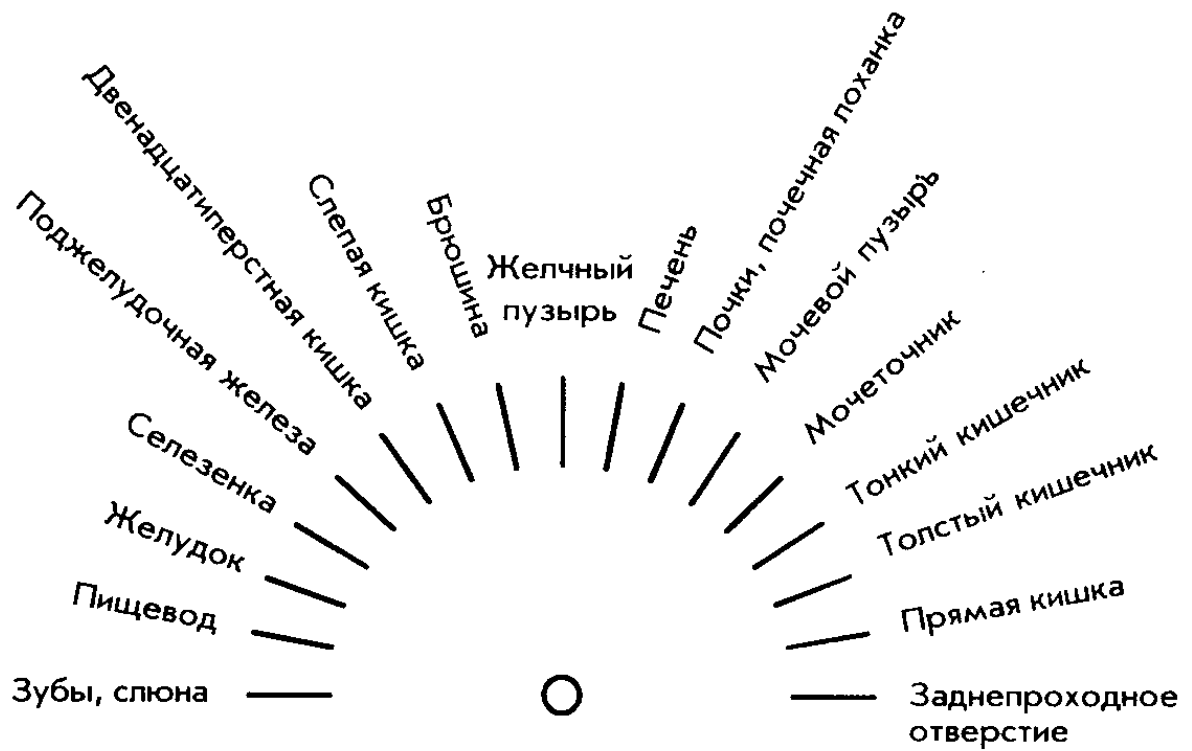 Зубы, слюна
Пищевод
Желудок
Селезенка
Поджелудочная железа
Двенадцатиперстная кишка
Слепая кишка
Брюшина
Желчный
пузырь
Печень
Почки, почечная лоханка
Мочевой пузырь
Мочеточник
Тонкий кишечник
Толстый кишечник
Прямая кишка
Заднепроходное
отверстие